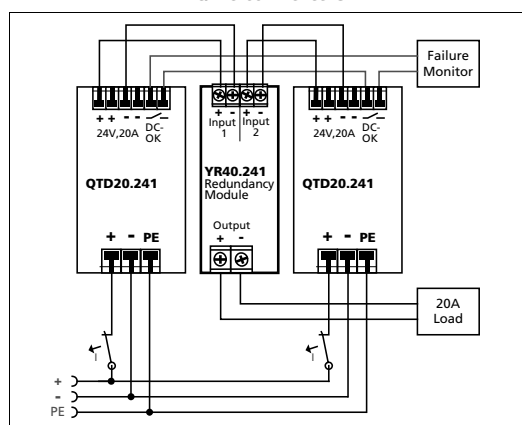 Failure
Monitor
+ + - -
24V,20A
DC-
OK
QTD20.241
+ - PE
+ - + -
Input
1
Input
2
YR40.241
Redundancy
Module
Output
+ -
+ + - -
24V,20A
DC-
OK
QTD20.241
+ - PE
20A
Load
I
I
+
-
PE